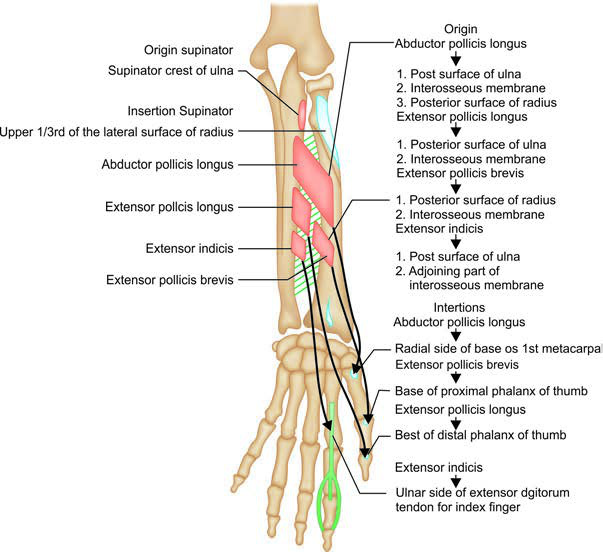 Origin supinator
Supinator crest of ulna
Insertion Supinator
Upper 1/3rd of the lateral surface of radius
Abductor pollicis longus
Extensor pollcis longus
Extensor indicis
Extensor pollicis brevis
Origin
Abductor pollicis longus
1. Post surface of ulna
2. Interosseous membrane
3. Posterior surface of radius
Extensor pollicis longus
1. Posterior surface of ulna
2. Interosseous membrane
Extensor pollicis brevis
1. Posterior surface of radius
2. Interosseous membrane
Extensor indicis
1. Post surface of ulna
2. Adjoining part of
interosseous membrane
Intertions
Abductor pollicis longus
Radial side of base os 1st metacarpal
Extensor pollicis brevis
Base of proximal phalanx of thumb
Extensor pollicis longus
Best of distal phalanx of thumb
Extensor indicis
Ulnar side of extensor dgitorum
tendon for index finger